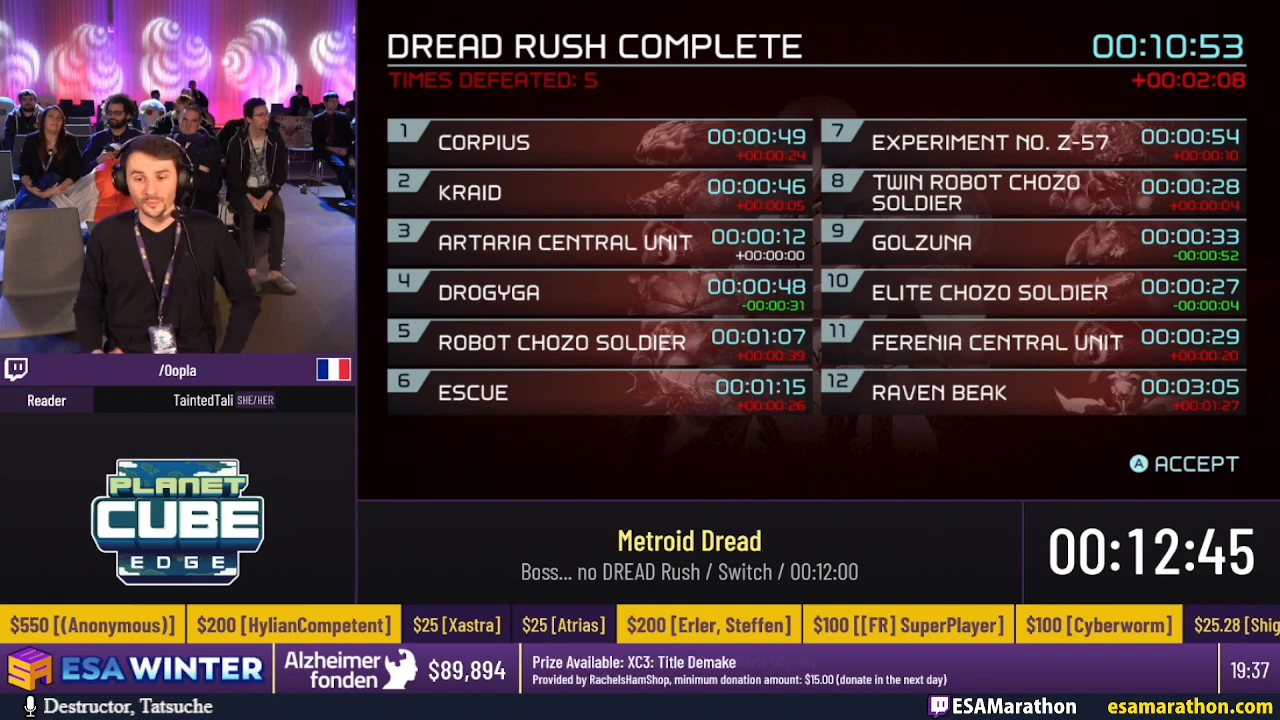 DREAD RUSH COMPLETE 00:10:53
TIMES DEFEATED: 5 +00:02:08
1 CORPIUS 00:00:49 +00:00:24
2 KRAID 00:00:46 +00:00:05
3 ARTARIA CENTRAL UNIT 00:00:12 +00:00:00
4 DROGYGA 00:00:48 -00:00:31
5 ROBOT CHOZO SOLDIER 00:01:07 +00:00:39
6 ESCUE 00:01:15 +00:00:26
7 EXPERIMENT NO. Z-57 00:00:54 +00:00:10
8 TWIN ROBOT CHOZO
SOLDIER 00:00:28 +00:00:04
9 GOLZUNA 00:00:33 -00:00:52
10 ELITE CHOZO SOLDIER 00:00:27 -00:00:04
11 FERENIA CENTRAL UNIT 00:00:29 +00:00:20
12 RAVEN BEAK 00:03:05 +00:01:27
A ACCEPT
/Oopla
Reader TaintedTali SHE/HER
PLANET
CUBE
EDGE
Metroid Dread
Boss... no DREAD Rush / Switch / 00:12:00
00:12:45
$550 [(Anonymous)] $200 [HylianCompetent] $25 [Xastra] $25 [Atrias] $200 [Erler, Steffen] $100 [[FR] SuperPlayer] $100 [Cyberworm] $25.28 [Shig
ESA WINTER
Alzheimer
fonden
$89,894
Prize Available: XC3: Title Demake
Provided by RachelsHamShop, minimum donation amount: $15.00 (donate in the next day)
19:37
Destructor, Tatsuche
ESAMarathon esamarathon.com